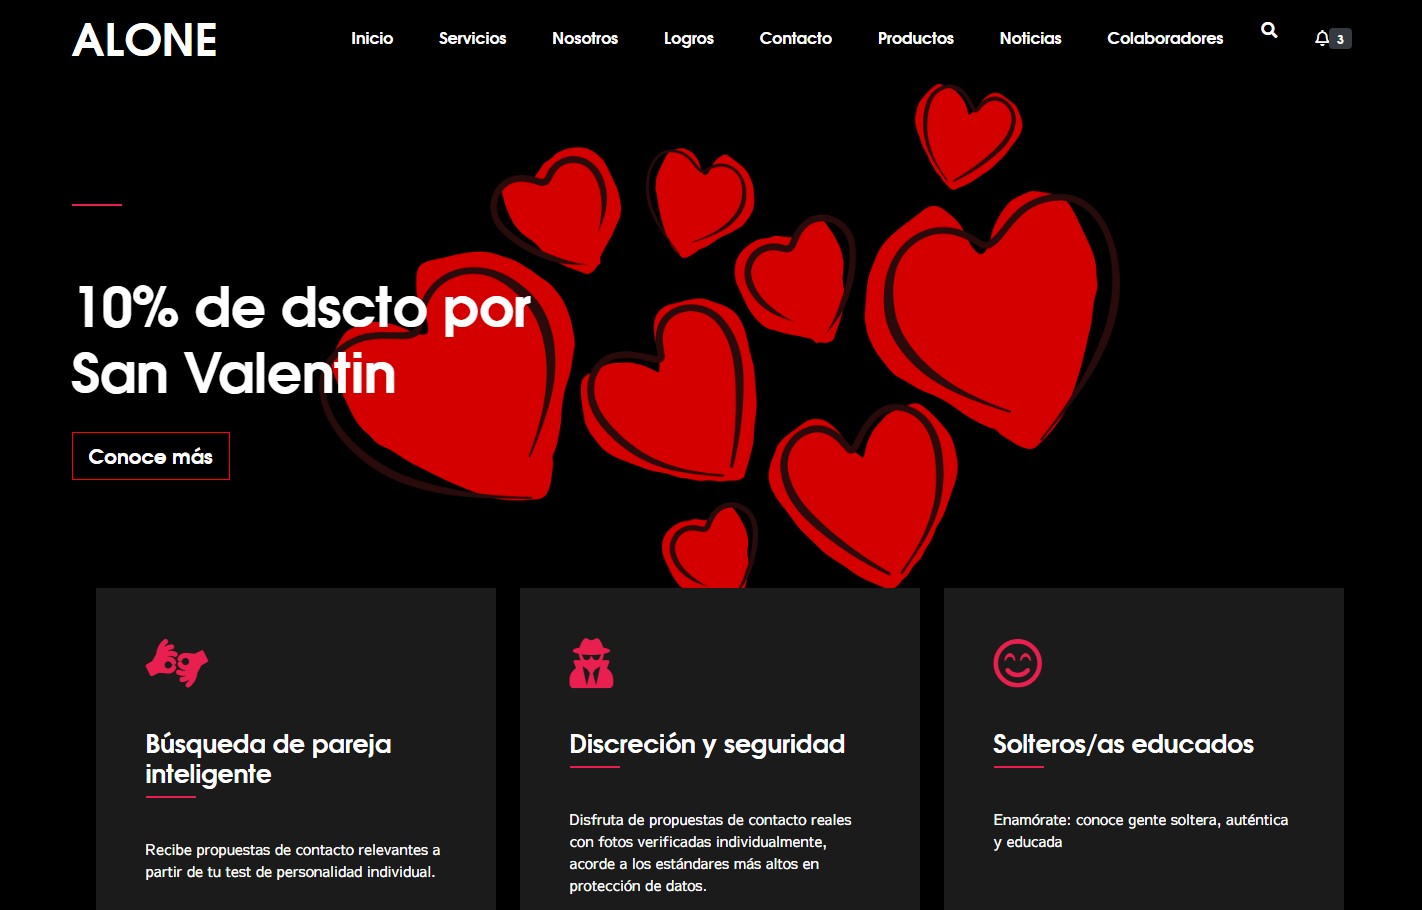 ALONE
Inicio Servicios Nosotros Logros Contacto Productos Noticias Colaboradores 3
10% de dscto por
San Valentin
Conoce más
Búsqueda de pareja
inteligente
Recibe propuestas de contacto relevantes a
partir de tu test de personalidad individual.
Discreción y seguridad
Disfruta de propuestas de contacto reales
con fotos verificadas individualmente,
acorde a los estándares más altos en
protección de datos.
Solteros/as educados
Enamórate: conoce gente soltera, auténtica
y educada